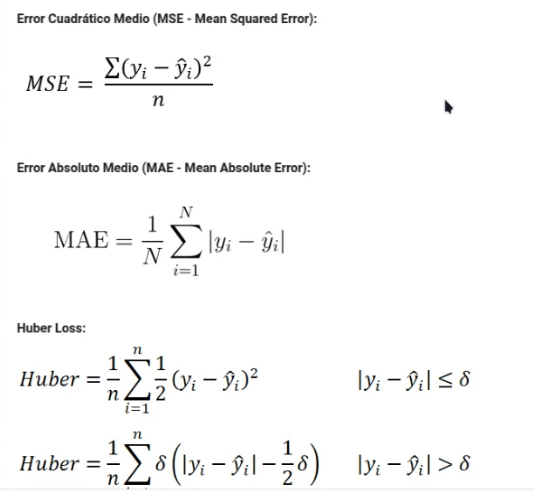 Error Cuadrático Medio (MSE - Mean Squared Error):
MSE = Σ(yᵢ − ŷᵢ)² / n
Error Absoluto Medio (MAE - Mean Absolute Error):
MAE = 1/N Σᵢ₌₁ᴺ |yᵢ − ŷᵢ|
Huber Loss:
Huber = 1/n Σᵢ₌₁ⁿ 1/2 (yᵢ − ŷᵢ)² |yᵢ − ŷᵢ| ≤ δ
Huber = 1/n Σⁿ δ (|yᵢ − ŷᵢ| − 1/2 δ) |yᵢ − ŷᵢ| > δ